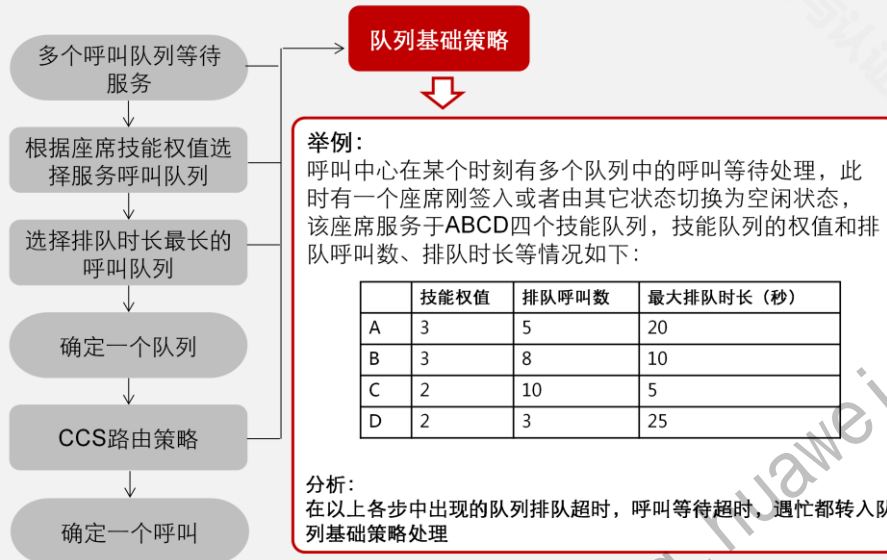 多个呼叫队列等待
服务
根据座席技能权值选
择服务呼叫队列
选择排队时长最长的
呼叫队列
确定一个队列
CCS路由策略
确定一个呼叫
队列基础策略
举例：
呼叫中心在某个时刻有多个队列中的呼叫等待处理，此
时有一个座席刚签入或者由其它状态切换为空闲状态，
该座席服务于ABCD四个技能队列，技能队列的权值和排
队呼叫数、排队时长等情况如下：
技能权值 排队呼叫数 最大排队时长（秒）
A 3 5 20
B 3 8 10
C 2 10 5
D 2 3 25
分析：
在以上各步中出现的队列排队超时，呼叫等待超时，遇忙都转入队
列基础策略处理
huawei